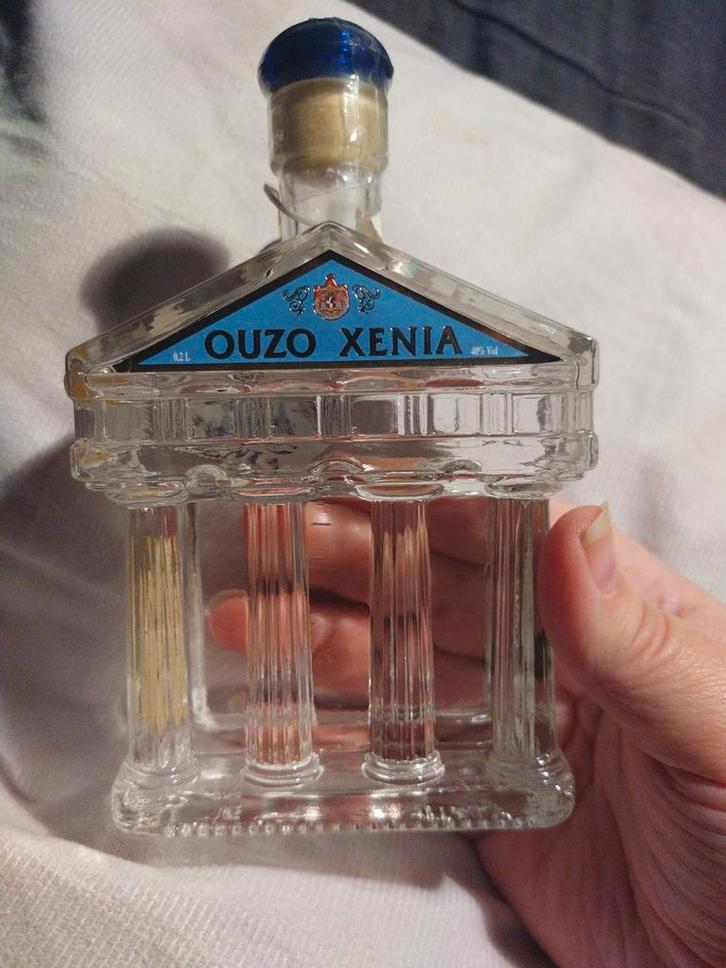 OUZO XENIA
0,2 L
40% Vol